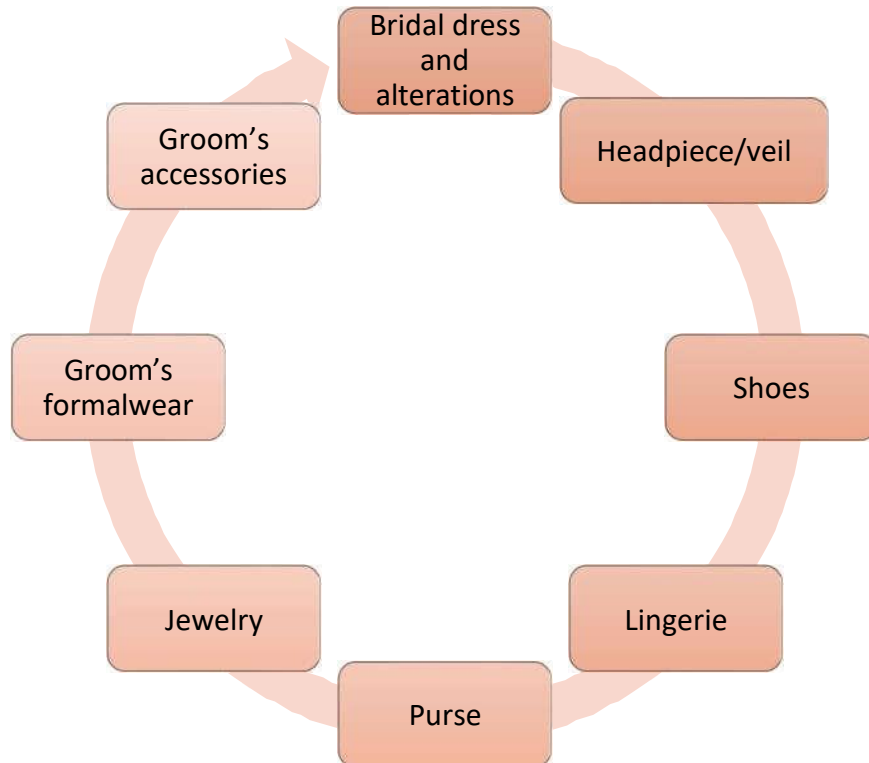 Bridal dress
and
alterations
Headpiece/veil
Shoes
Lingerie
Purse
Jewelry
Groom’s
formalwear
Groom’s
accessories